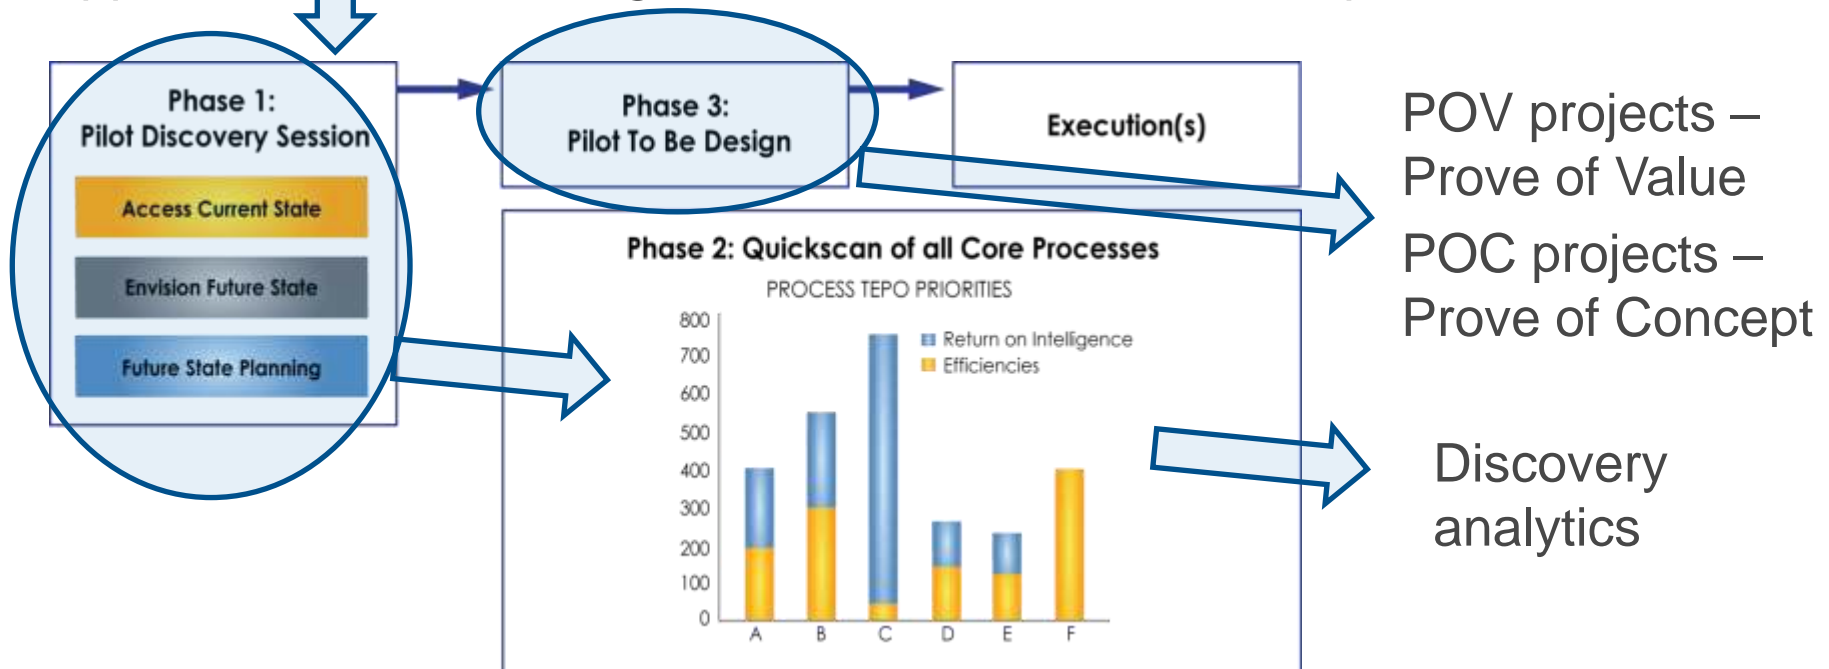 Phase 1:
Pilot Discovery Session
Access Current State
Envision Future State
Future State Planning
Phase 3:
Pilot To Be Design
Execution(s)
POV projects –
Prove of Value
POC projects –
Prove of Concept
Phase 2: Quickscan of all Core Processes
PROCESS TEPO PRIORITIES
Return on Intelligence
Efficiencies
800
700
600
500
400
300
200
100
0
A B C D E F
Discovery
analytics